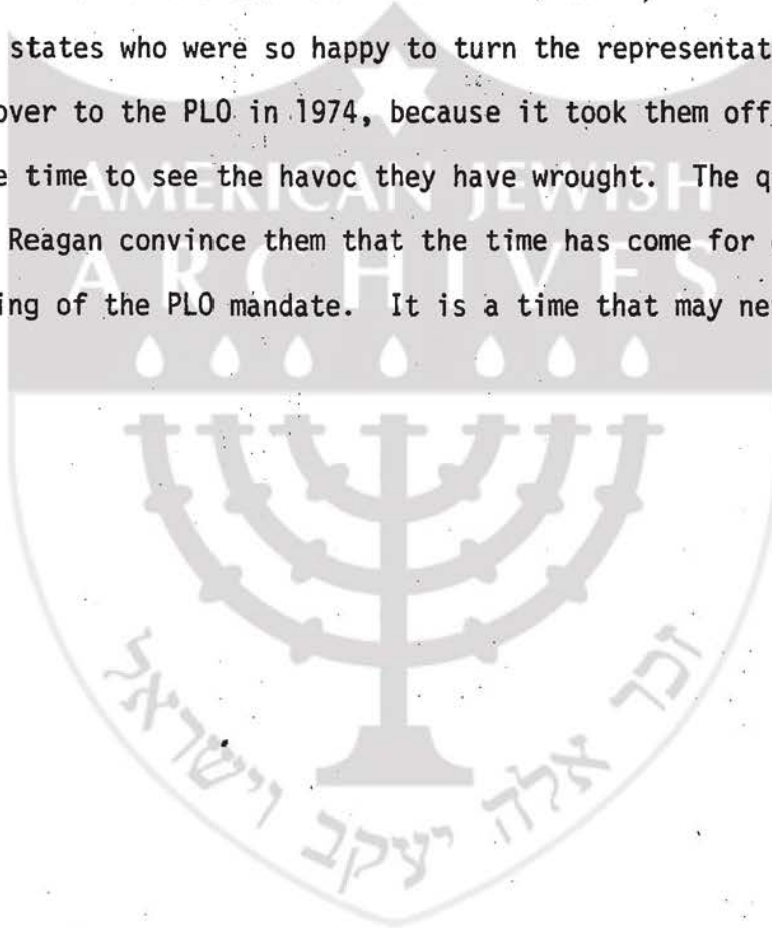 states who were so happy to turn the representat
over to the PLO in 1974, because it took them off
e time to see the havoc they have wrought. The q
Reagan convince them that the time has come for
ing of the PLO mandate. It is a time that may ne
AMERICAN JEWISH
ARCHIVES
זכר אלה יעקב וישראל